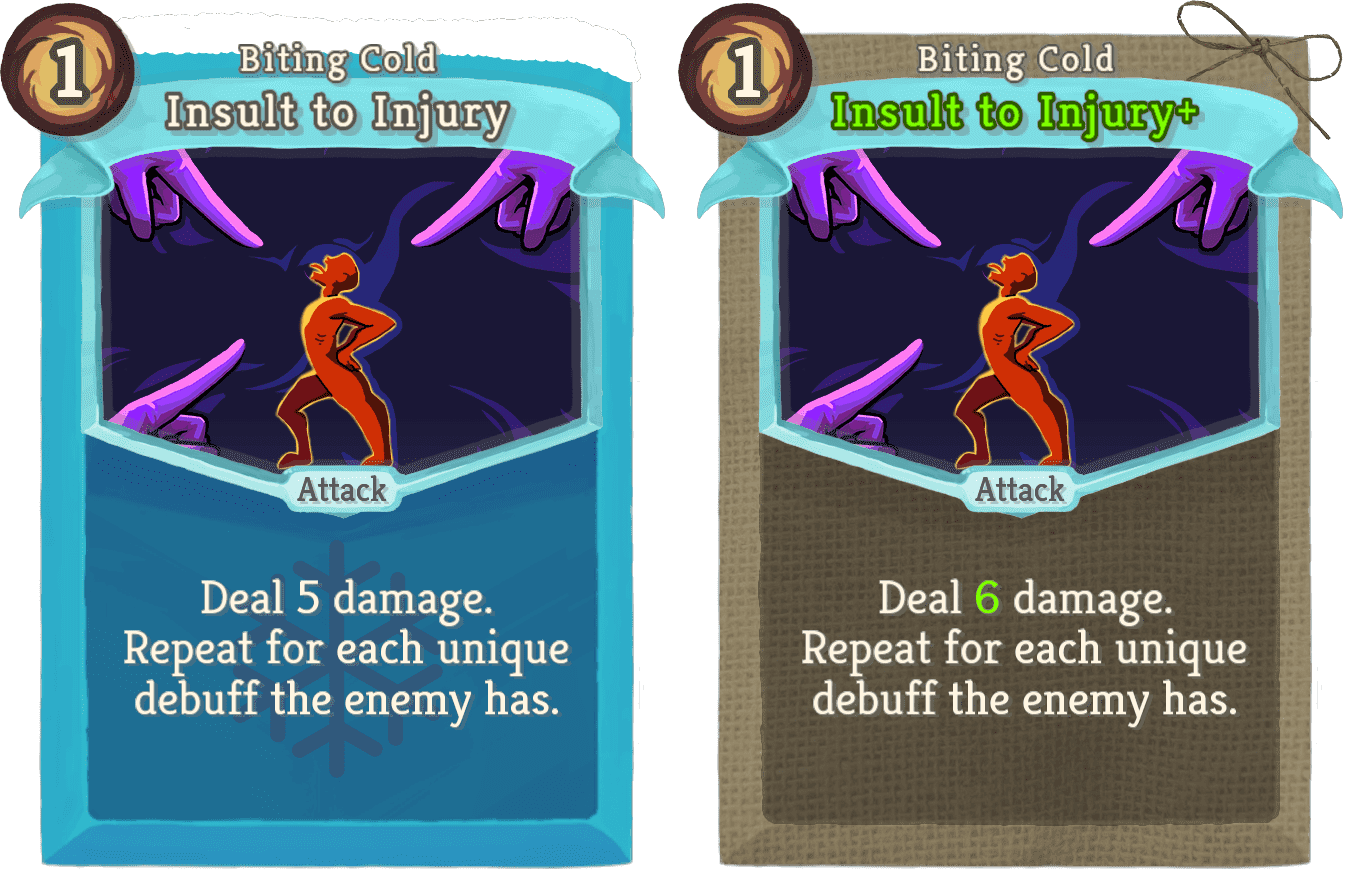 1
Biting Cold
Insult to Injury
Attack
Deal 5 damage.
Repeat for each unique
debuff the enemy has.
1
Biting Cold
Insult to Injury+
Attack
Deal 6 damage.
Repeat for each unique
debuff the enemy has.